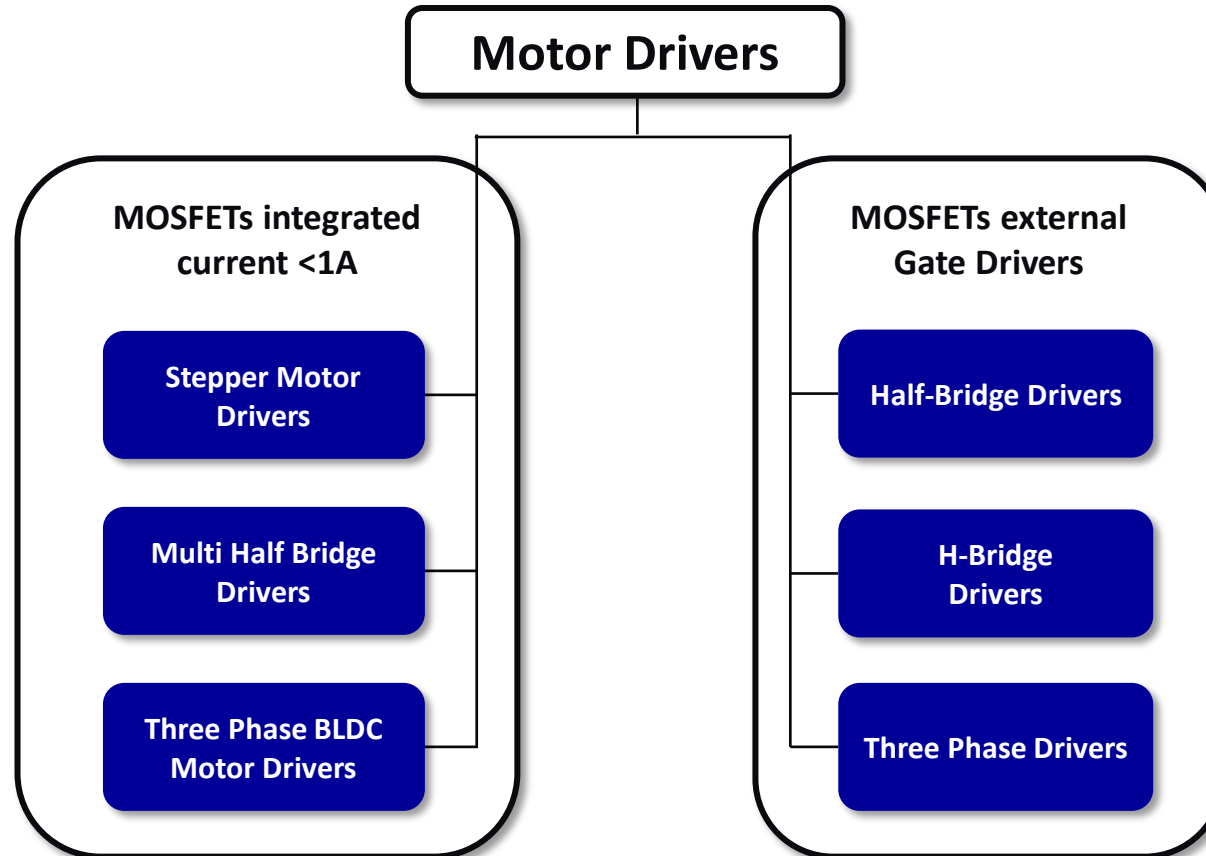 Motor Drivers
MOSFETs integrated
current <1A
Stepper Motor
Drivers
Multi Half Bridge
Drivers
Three Phase BLDC
Motor Drivers
MOSFETs external
Gate Drivers
Half-Bridge Drivers
H-Bridge
Drivers
Three Phase Drivers